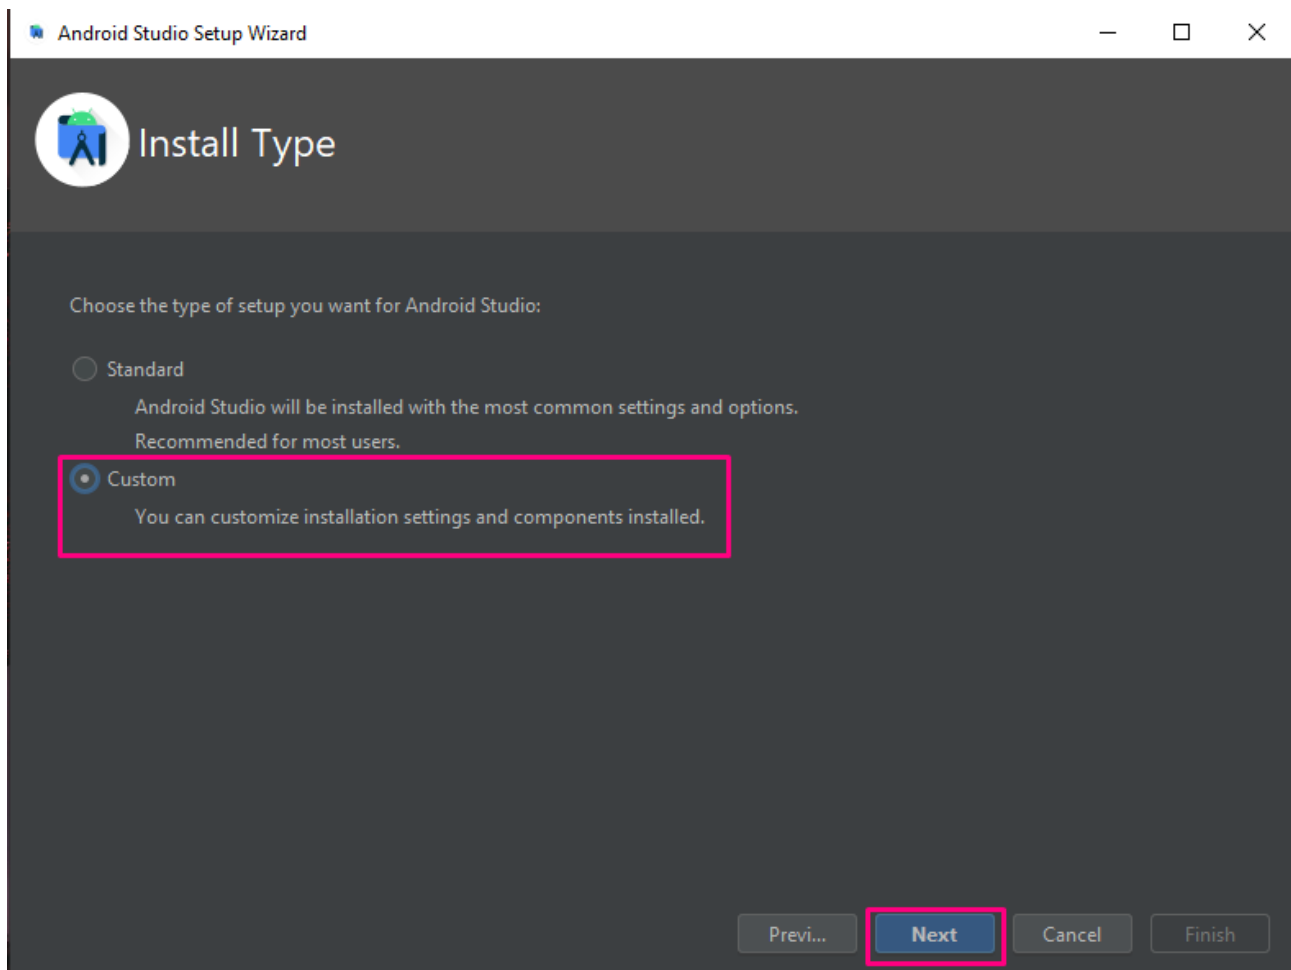 Android Studio Setup Wizard
Install Type
Choose the type of setup you want for Android Studio:
Standard
Android Studio will be installed with the most common settings and options.
Recommended for most users.
Custom
You can customize installation settings and components installed.
Previ... Next Cancel Finish